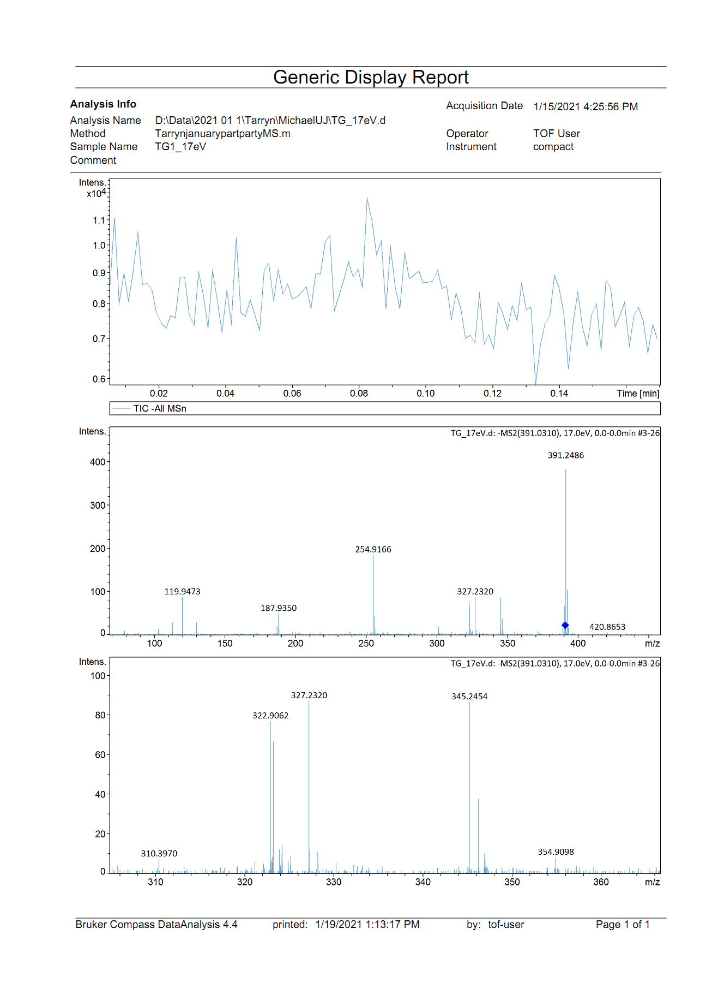 Generic Display Report
Analysis Info
Acquisition Date 1/15/2021 4:25:56 PM
Analysis Name D:\Data\2021 01 1\Tarryn\MichaelUJ\TG_17eV.d
Method TarrynjanuarypartpartyMS.m Operator TOF User
Sample Name TG1_17eV Instrument compact
Comment
Intens.
x10^4
1.1
1.0
0.9
0.8
0.7
0.6
0.02 0.04 0.06 0.08 0.10 0.12 0.14 Time [min]
TIC -All MSn
Intens.
TG_17eV.d: -MS2(391.0310), 17.0eV, 0.0-0.0min #3-26
391.2486
400
300
254.9166
200
119.9473
327.2320
100
187.9350
420.8653
0
100 150 200 250 300 350 400 m/z
Intens.
TG_17eV.d: -MS2(391.0310), 17.0eV, 0.0-0.0min #3-26
100
327.2320
345.2454
322.9062
80
60
40
20
310.3970
354.9098
0
310 320 330 340 350 360 m/z
Bruker Compass DataAnalysis 4.4 printed: 1/19/2021 1:13:17 PM by: tof-user Page 1 of 1